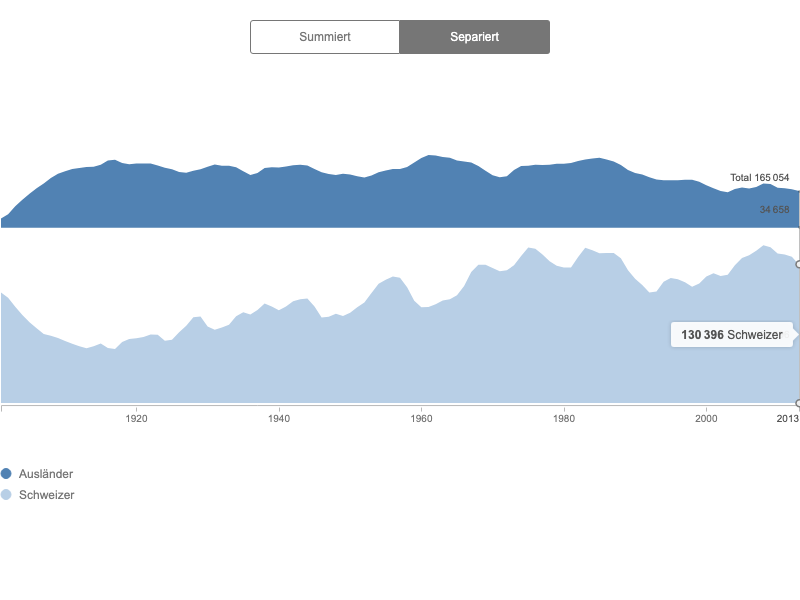 Summiert Separiert
Total 165 054
34 658
130 396 Schweizer
1920 1940 1960 1980 2000 2013
Ausländer
Schweizer